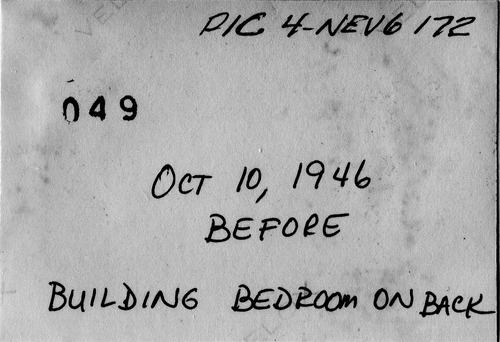 PIC 4-NEV6 172
049
OCT 10, 1946
BEFORE
BUILDING BEDROOM ON BACK